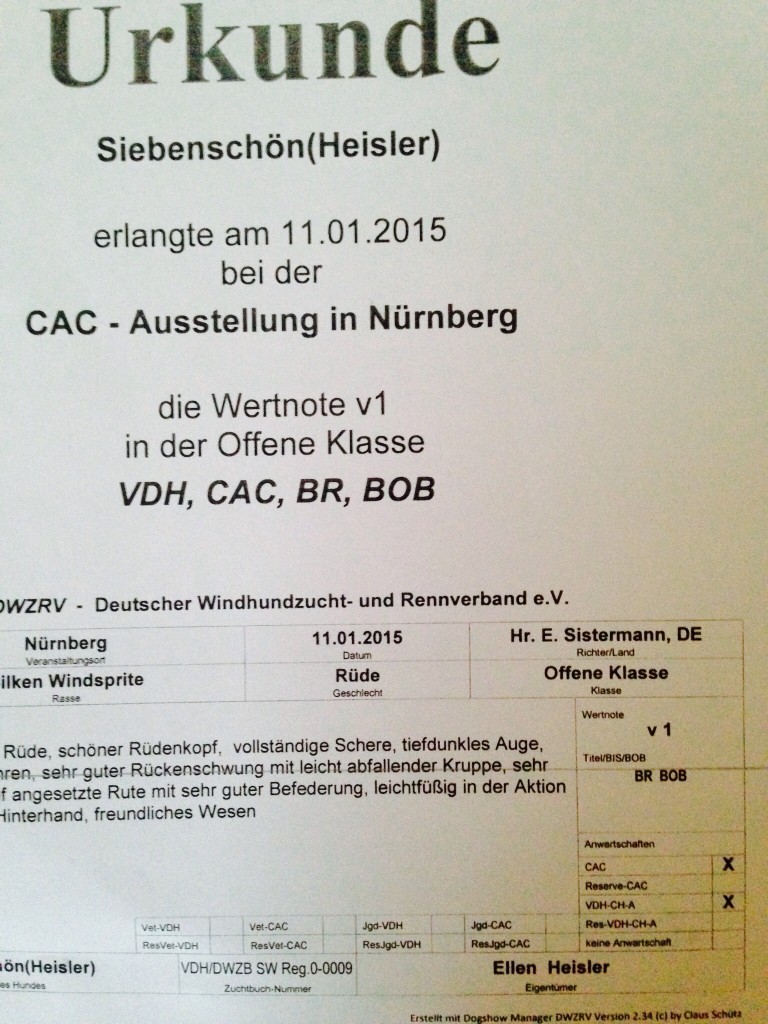 Urkunde
Siebenschön(Heisler)
erlangte am 11.01.2015
bei der
CAC - Ausstellung in Nürnberg
die Wertnote v1
in der Offene Klasse
VDH, CAC, BR, BOB
DWZRV - Deutscher Windhundzucht- und Rennverband e.V.
Nürnberg 11.01.2015 Hr. E. Sistermann, DE
Veranstaltungsort Datum Richter/Land
ilken Windsprite Rüde Offene Klasse
Rasse Geschlecht Klasse
Wertnote
v 1
Titel/BIS/BOB
BR BOB
Rüde, schöner Rüdenkopf, vollständige Schere, tiefdunkles Auge,
hren, sehr guter Rückenschwung mit leicht abfallender Kruppe, sehr
f angesetzte Rute mit sehr guter Befederung, leichtfüßig in der Aktion
Hinterhand, freundliches Wesen
Anwartschaften
CAC X
Reserve-CAC
VDH-CH-A X
Vet-VDH Vet-CAC Jgd-VDH Jgd-CAC Res-VDH-CH-A
ResVet-VDH ResVet-CAC ResJgd-VDH ResJgd-CAC keine Anwartschaft
ön(Heisler) VDH/DWZB SW Reg.0-0009 Ellen Heisler
es Hundes Zuchtbuch-Nummer Eigentümer
Erstellt mit Dogshow Manager DWZRV Version 2.34 (c) by Claus Schütz